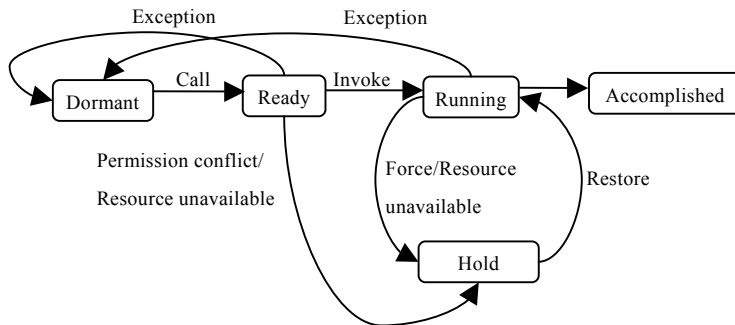 Exception
Exception
Call
Invoke
Dormant
Ready
Running
Accomplished
Permission conflict/
Resource unavailable
Force/Resource
unavailable
Restore
Hold